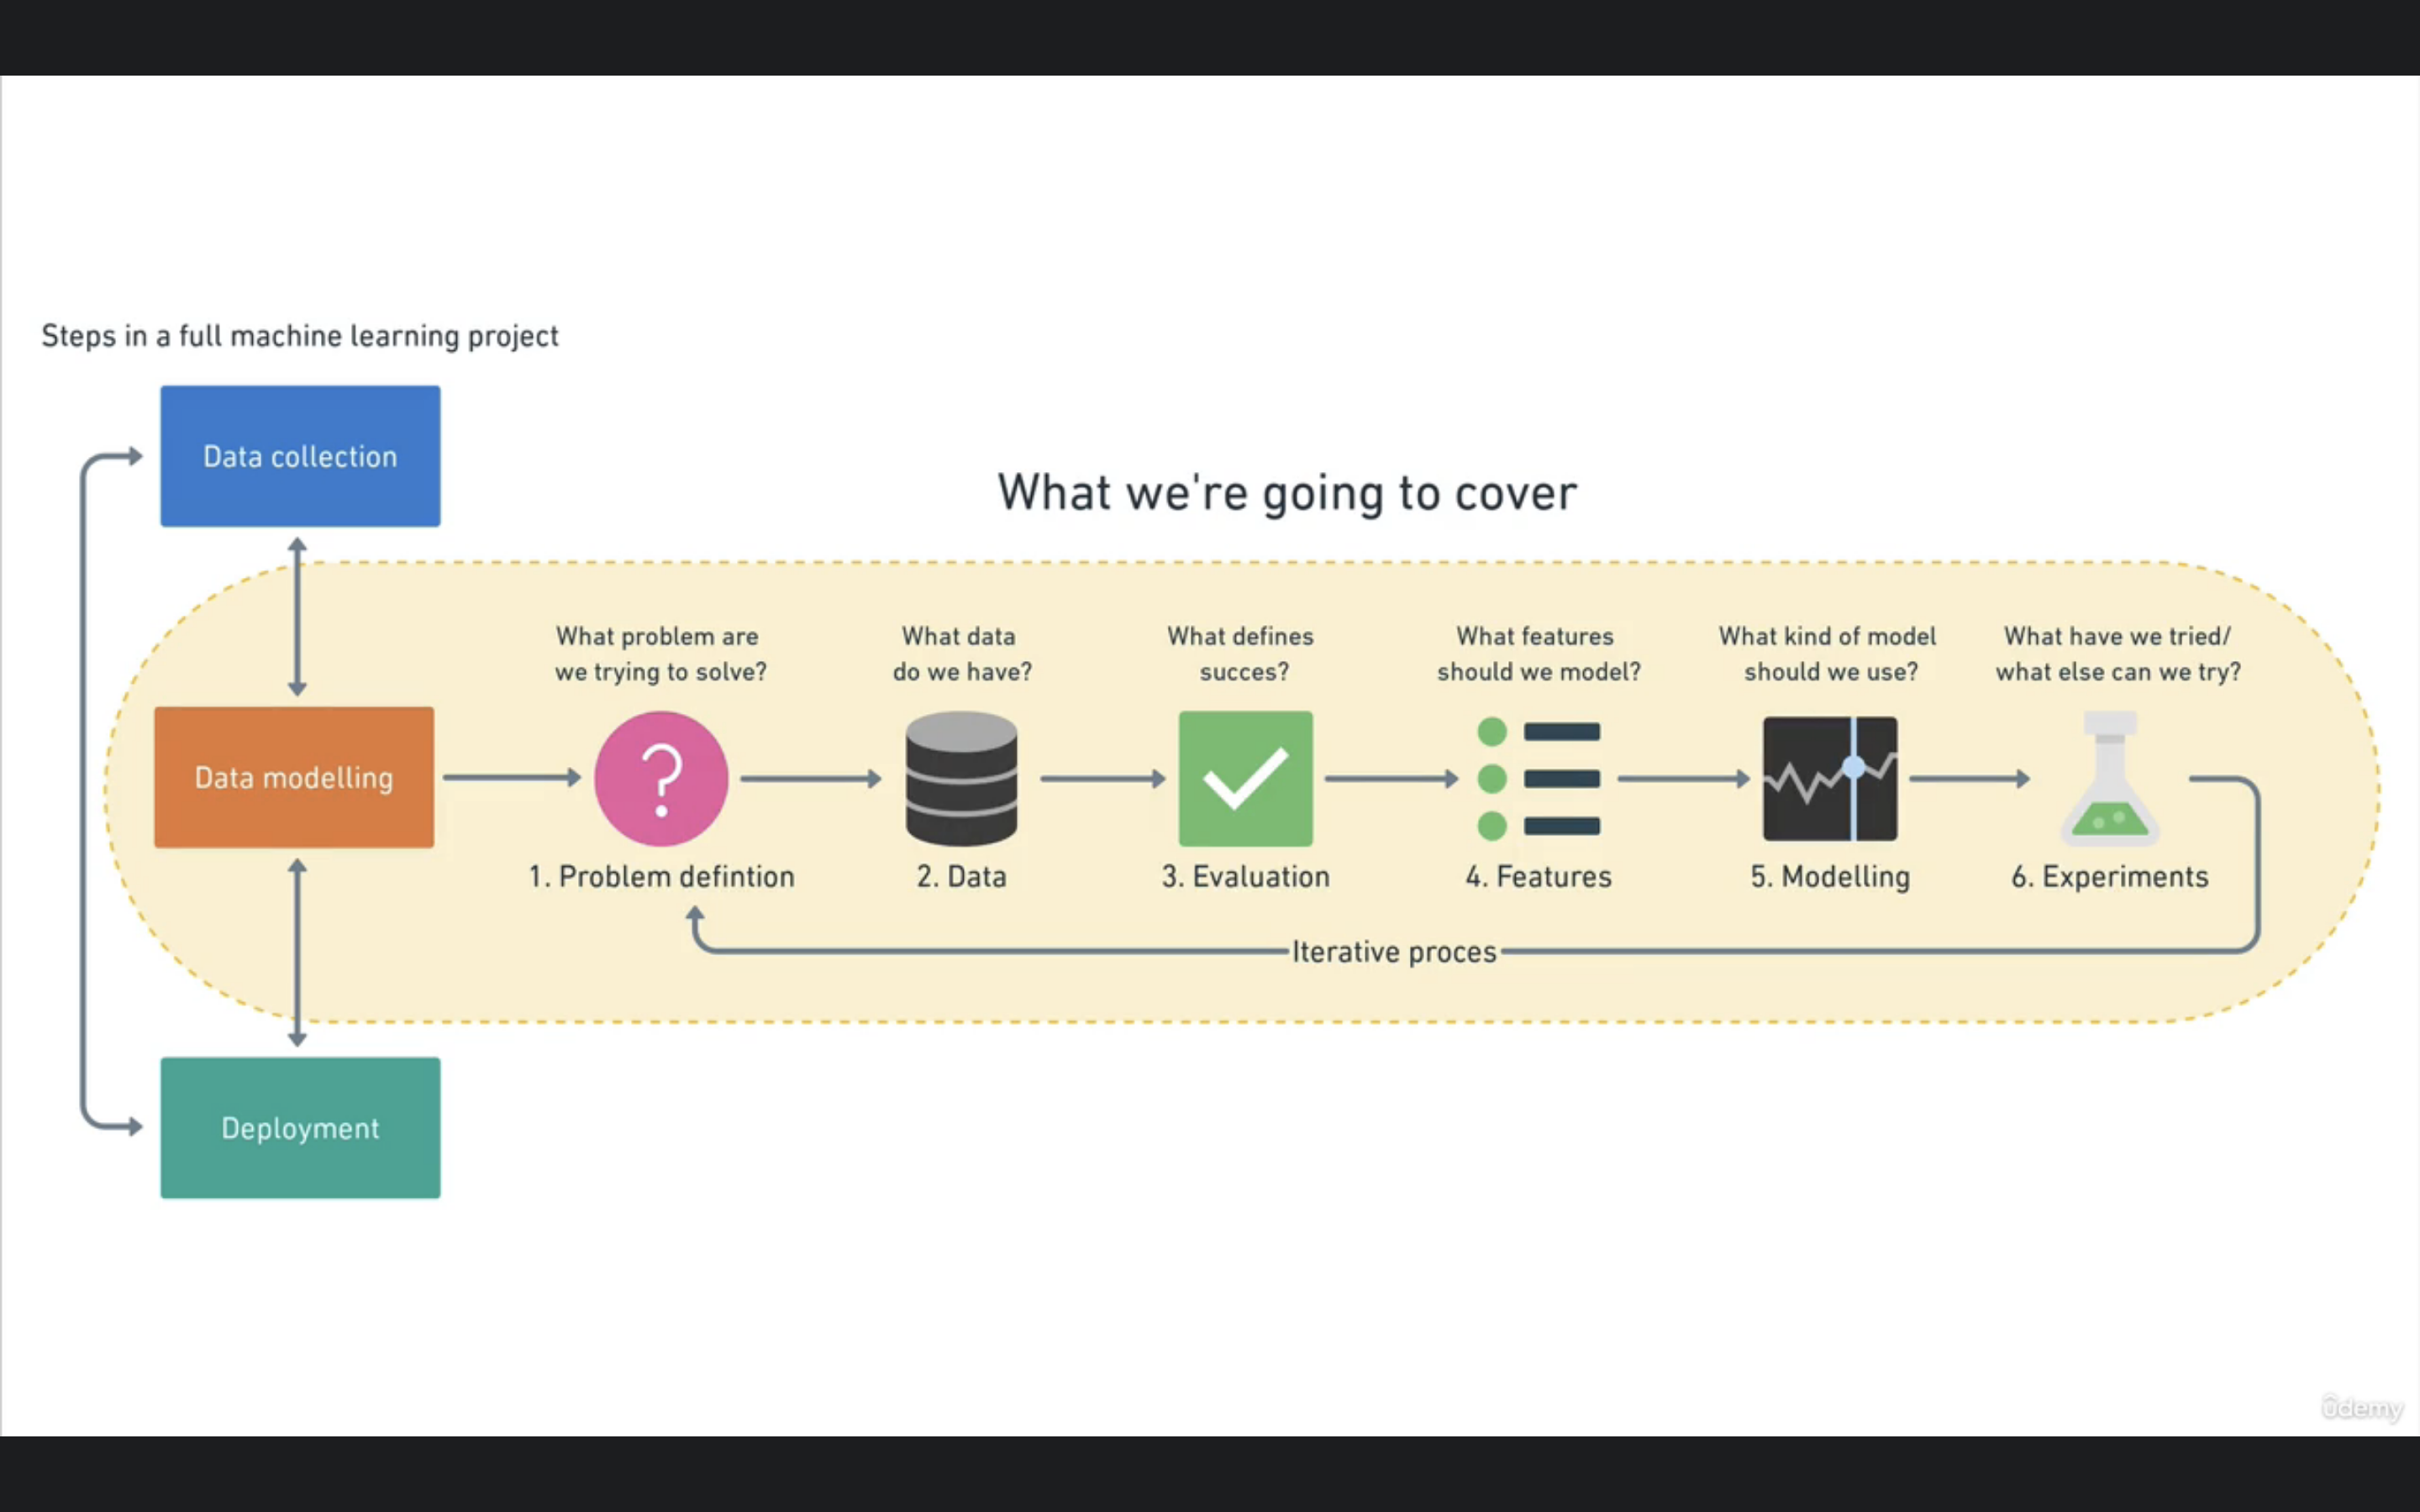 Steps in a full machine learning project
Data collection
What we're going to cover
What problem are
we trying to solve?
What data
do we have?
What defines
succes?
What features
should we model?
What kind of model
should we use?
What have we tried/
what else can we try?
Data modelling
1. Problem defintion
2. Data
3. Evaluation
4. Features
5. Modelling
6. Experiments
Iterative proces
Deployment
ûdemy